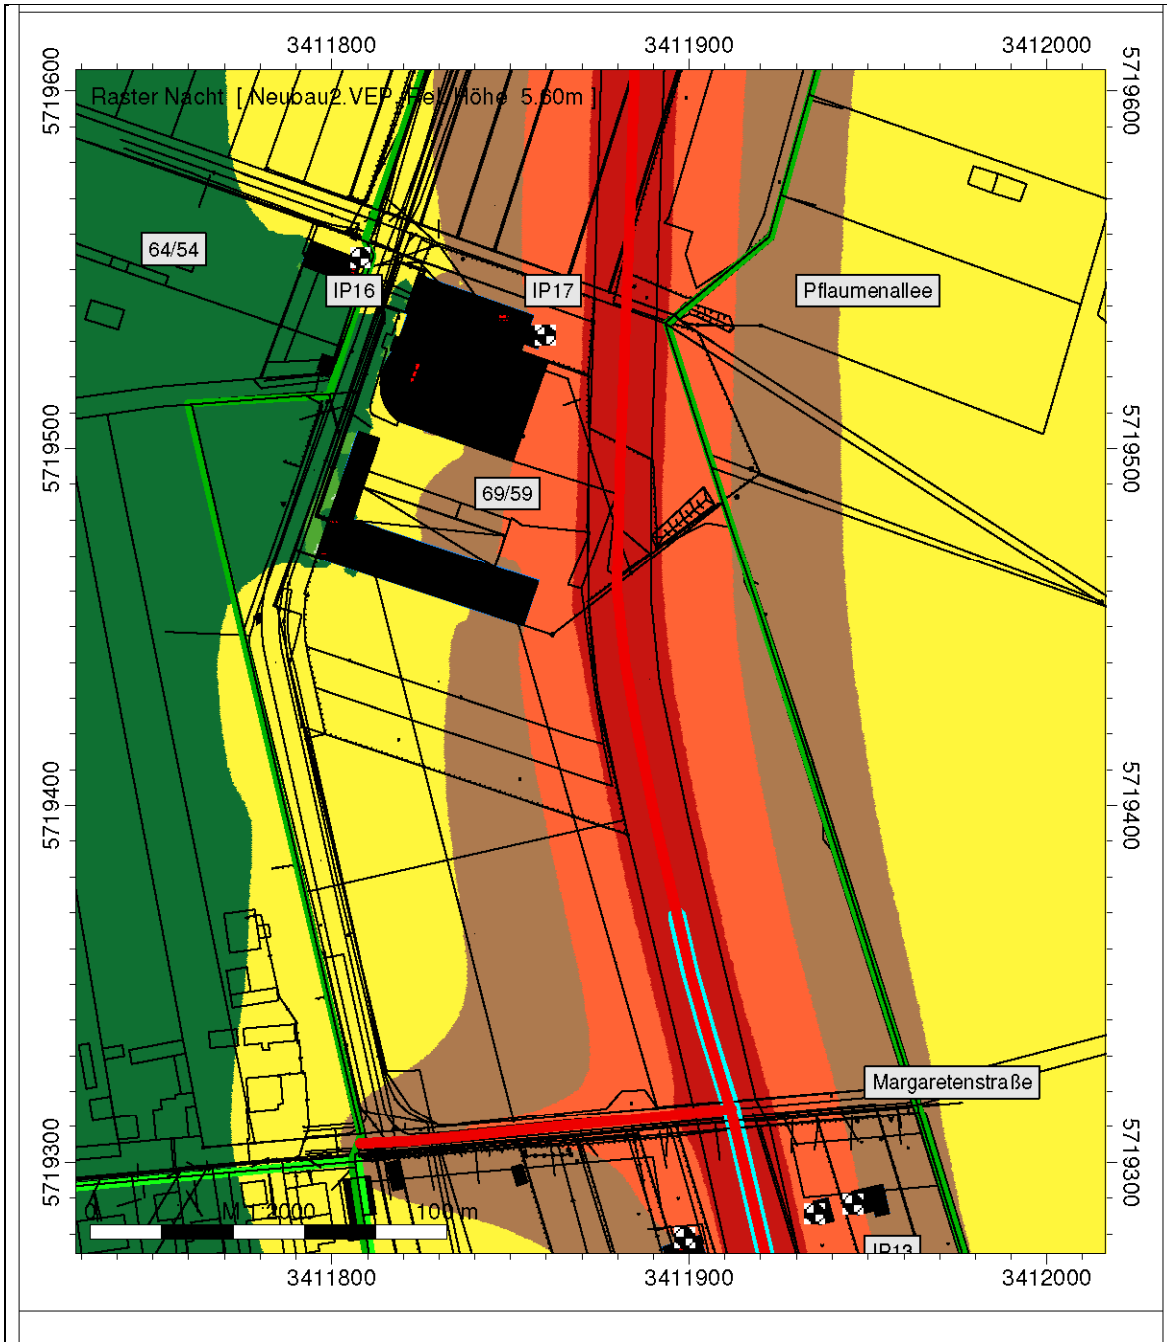 3411800 3411900 3412000
5719600 5719600
Raster Nacht [ Neubau2.VEP, Rel. Höhe 5.60m ]
64/54
IP16 IP17 Pflaumenallee
5719500 5719500
69/59
5719400 5719400
Margaretenstraße
5719300 5719300
0 M 1:2000 100 m
IP13
3411800 3411900 3412000